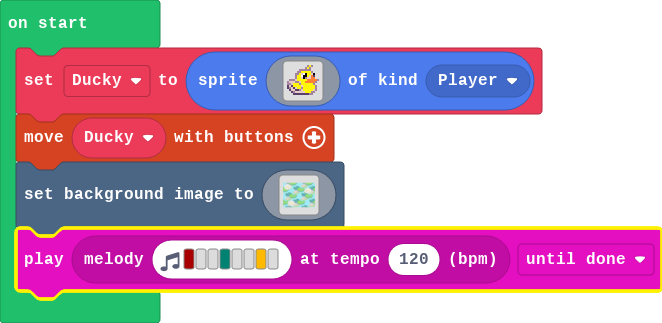 on start
set Ducky to sprite of kind Player
move Ducky with buttons
set background image to
play melody at tempo 120 (bpm) until done